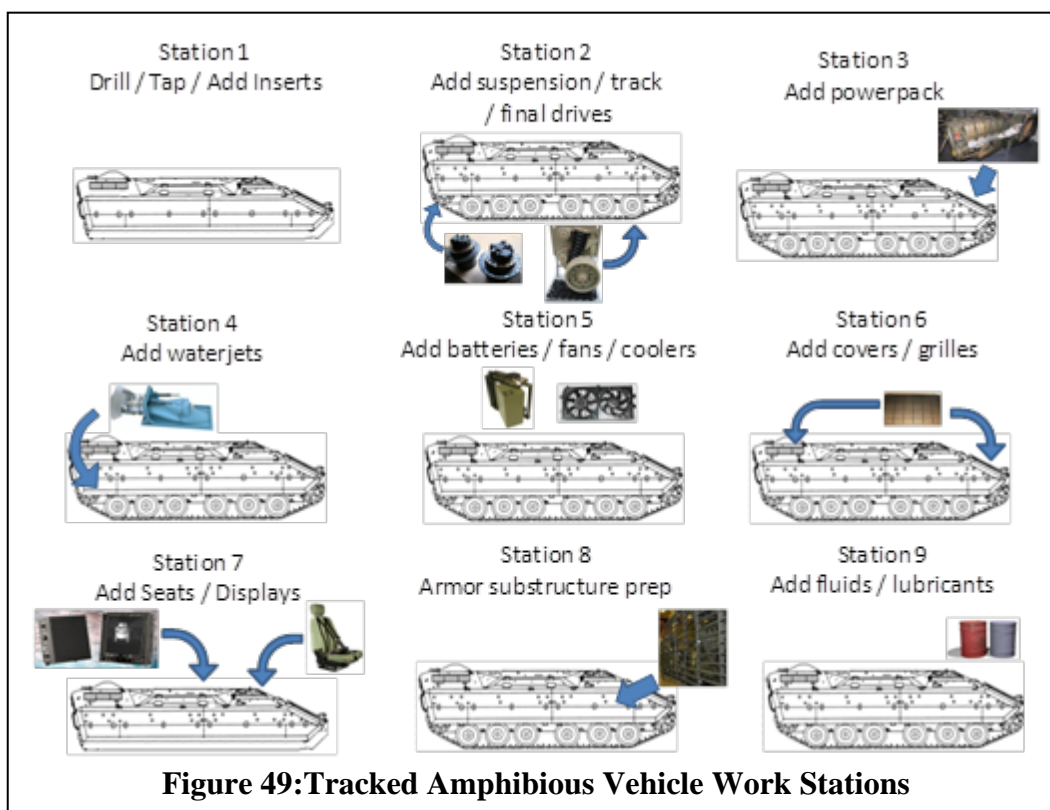 Station 1
Drill / Tap / Add Inserts
Station 2
Add suspension / track
/ final drives
Station 3
Add powerpack
Station 4
Add waterjets
Station 5
Add batteries / fans / coolers
Station 6
Add covers / grilles
Station 7
Add Seats / Displays
Station 8
Armor substructure prep
Station 9
Add fluids / lubricants
Figure 49:Tracked Amphibious Vehicle Work Stations